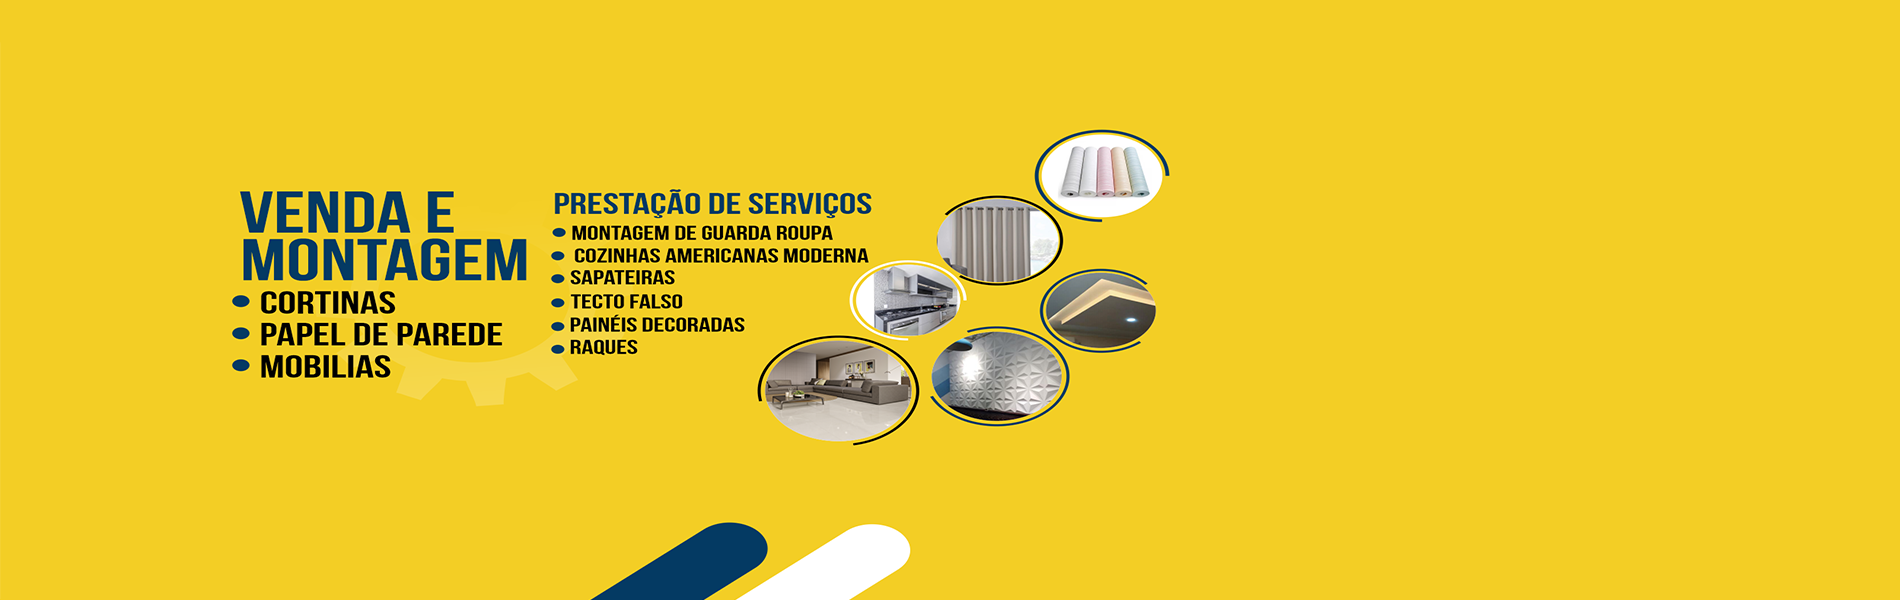 VENDA E
MONTAGEM
• CORTINAS
• PAPEL DE PAREDE
• MOBILIAS
PRESTAÇÃO DE SERVIÇOS
• MONTAGEM DE GUARDA ROUPA
• COZINHAS AMERICANAS MODERNA
• SAPATEIRAS
• TECTO FALSO
• PAINÉIS DECORADAS
• RAQUES